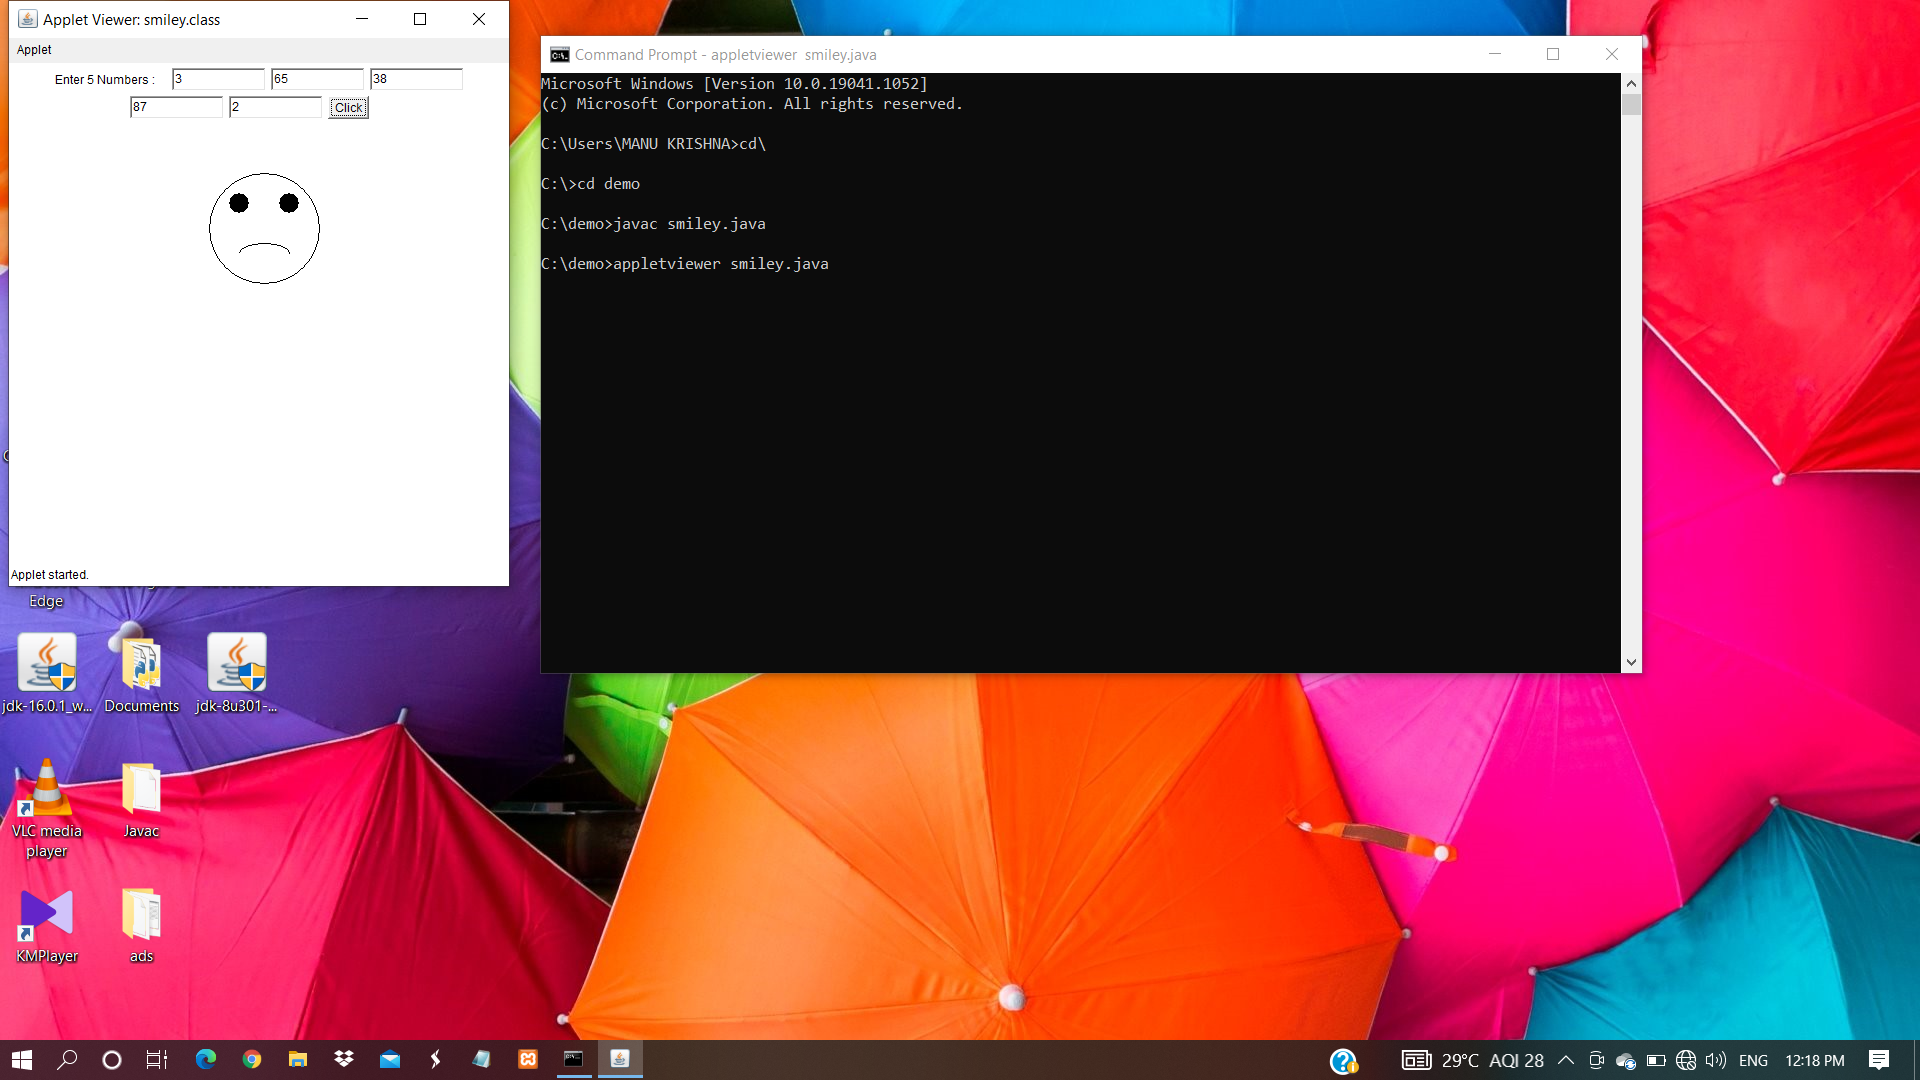 Applet Viewer: smiley.class
Applet
Enter 5 Numbers : 3 65 38
87 2 Click
Applet started.
Command Prompt - appletviewer smiley.java
Microsoft Windows [Version 10.0.19041.1052]
(c) Microsoft Corporation. All rights reserved.
C:\Users\MANU KRISHNA>cd\
C:\>cd demo
C:\demo>javac smiley.java
C:\demo>appletviewer smiley.java
Edge
jdk-16.0.1_w...
Documents
jdk-8u301-...
VLC media
player
Javac
KMPlayer
ads
29°C AQI 28 ENG 12:18 PM